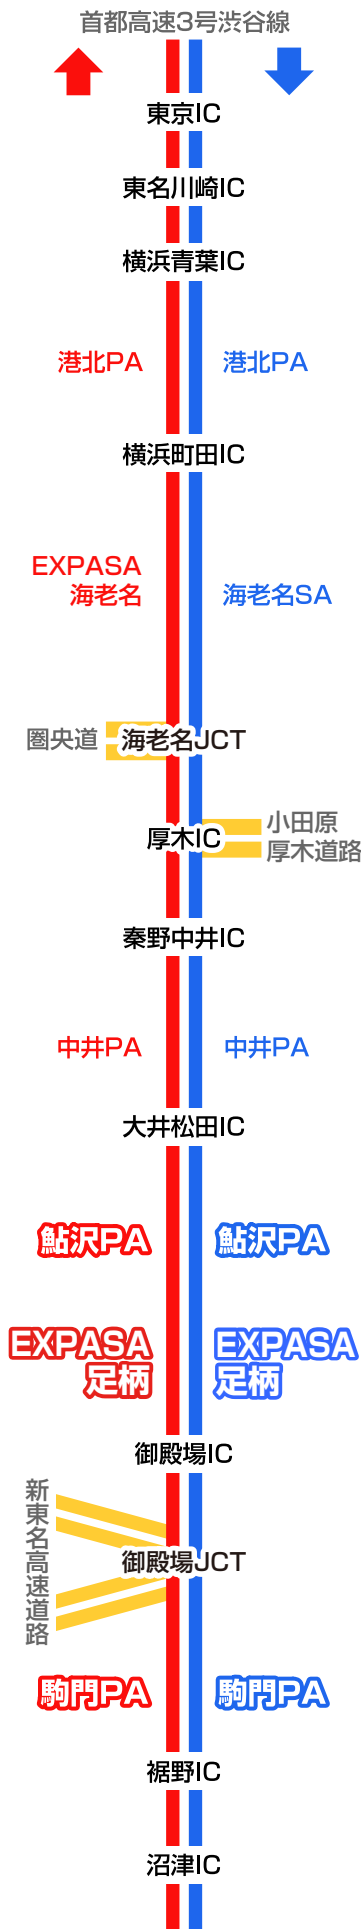 首都高速3号渋谷線
東京IC
東名川崎IC
横浜青葉IC
港北PA
港北PA
横浜町田IC
EXPASA
海老名
海老名SA
圏央道
海老名JCT
小田原
厚木道路
厚木IC
秦野中井IC
中井PA
中井PA
大井松田IC
鮎沢PA
鮎沢PA
EXPASA
足柄
EXPASA
足柄
御殿場IC
新東名高速道路
御殿場JCT
駒門PA
駒門PA
裾野IC
沼津IC